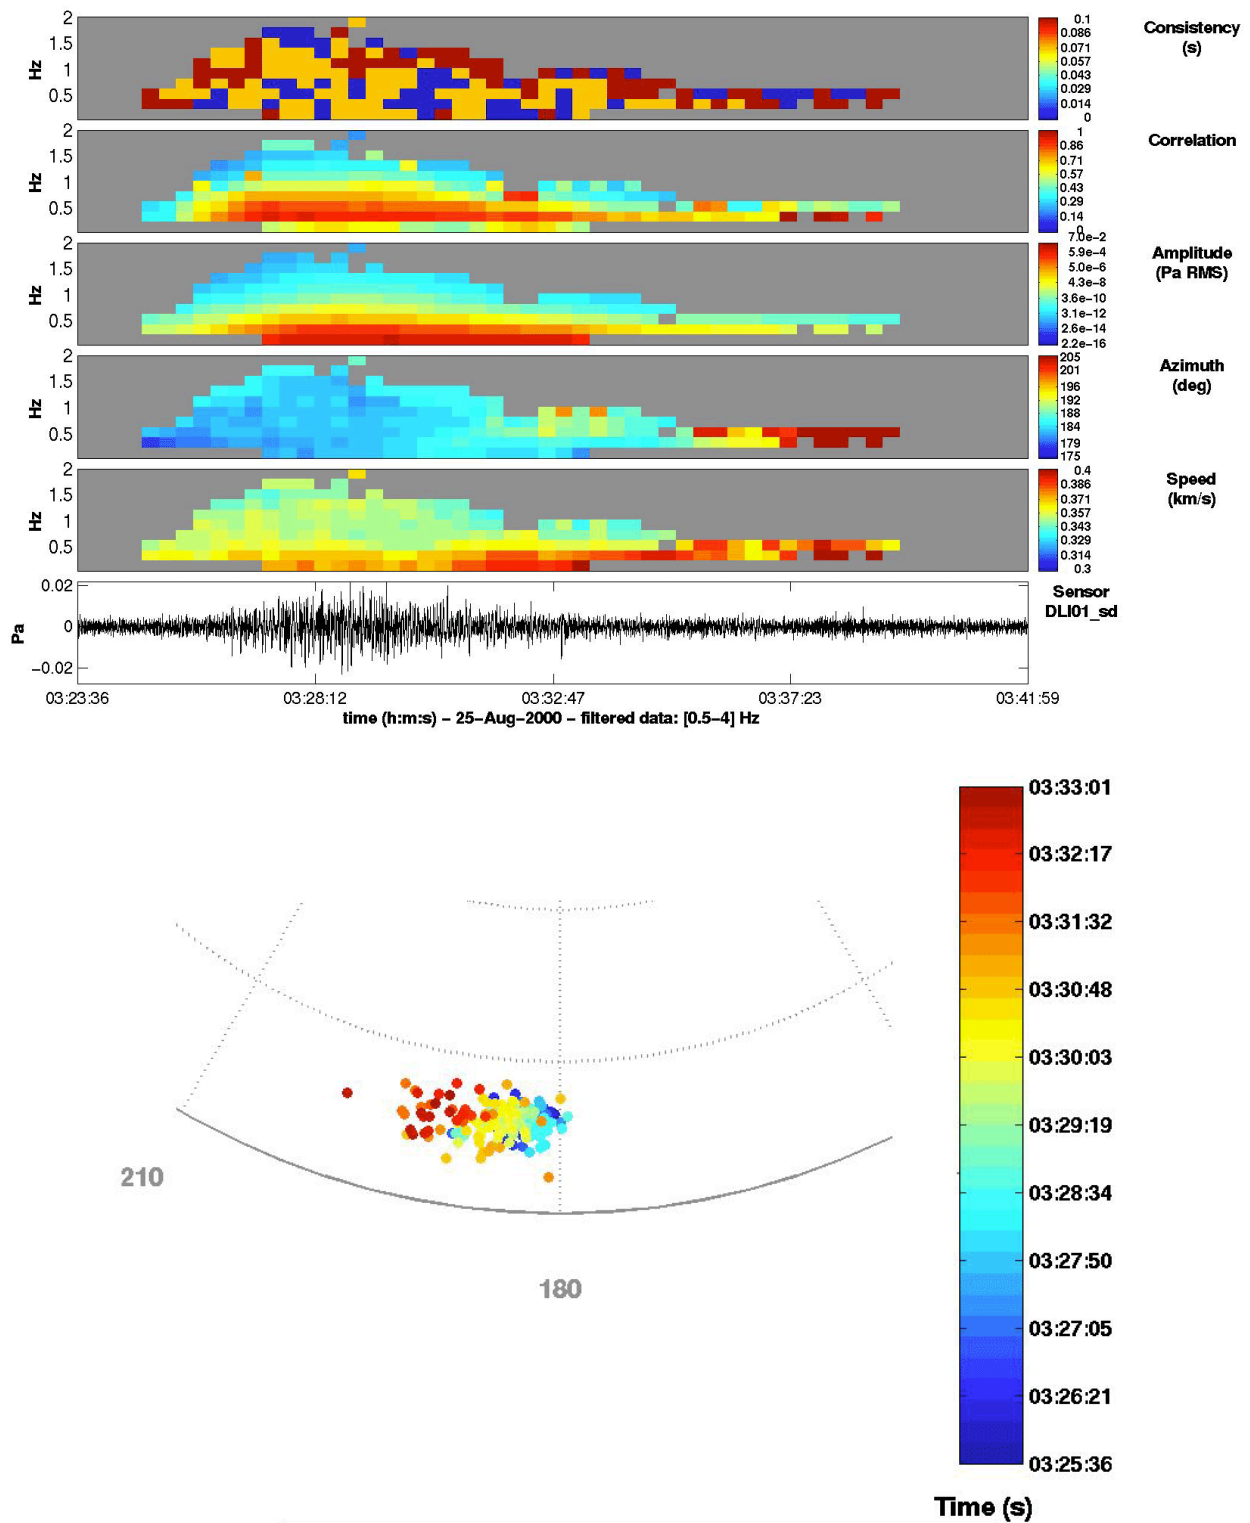 2
1.5
1
0.5
Hz
0.1
0.086
0.071
0.057
0.043
0.029
0.014
0
Consistency
(s)
2
1.5
1
0.5
Hz
1
0.86
0.71
0.57
0.43
0.29
0.14
0
Correlation
2
1.5
1
0.5
Hz
7.0e-2
5.9e-4
5.0e-6
4.3e-8
3.6e-10
3.1e-12
2.6e-14
2.2e-16
Amplitude
(Pa RMS)
2
1.5
1
0.5
Hz
205
201
196
192
188
184
179
175
Azimuth
(deg)
2
1.5
1
0.5
Hz
0.4
0.386
0.371
0.357
0.343
0.329
0.314
0.3
Speed
(km/s)
0.02
0
−0.02
Pa
Sensor
DLI01_sd
03:23:36 03:28:12 03:32:47 03:37:23 03:41:59
time (h:m:s) − 25−Aug−2000 − filtered data: [0.5−4] Hz
210
180
03:33:01
03:32:17
03:31:32
03:30:48
03:30:03
03:29:19
03:28:34
03:27:50
03:27:05
03:26:21
03:25:36
Time (s)